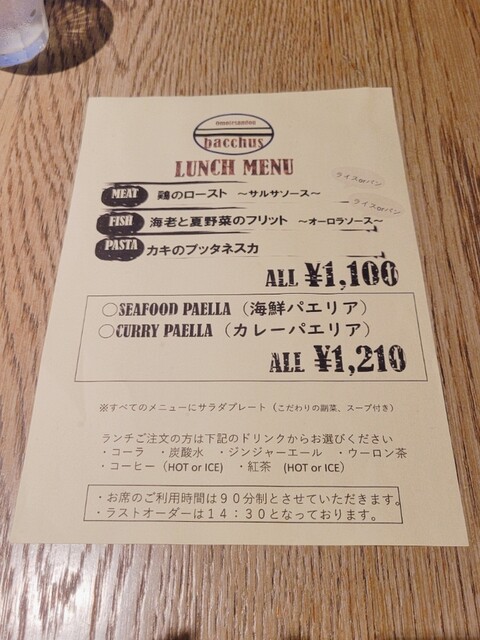 bacchus
LUNCH MENU
MEAT 鶏のロースト ～サルサソース～ ライスorパン
FISH 海老と夏野菜のフリット ～オーロラソース～ ライスorパン
PASTA カキのプッタネスカ
ALL ¥1,100
○SEAFOOD PAELLA（海鮮パエリア）
○CURRY PAELLA（カレーパエリア）
ALL ¥1,210
※すべてのメニューにサラダプレート（こだわりの副菜、スープ付き）
ランチご注文の方は下記のドリンクからお選びください
・コーラ ・炭酸水 ・ジンジャーエール ・ウーロン茶
・コーヒー（HOT or ICE） ・紅茶 （HOT or ICE）
・お席のご利用時間は９０分制とさせていただきます。
・ラストオーダーは１４：３０となっております。